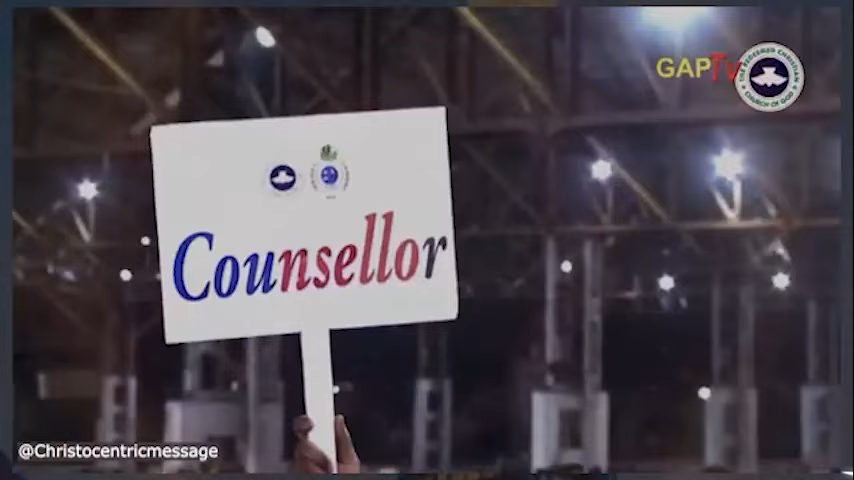 GAPTv
THE REDEEMED CHRISTIAN
CHURCH OF GOD
Counsellor
@Christocentricmessage